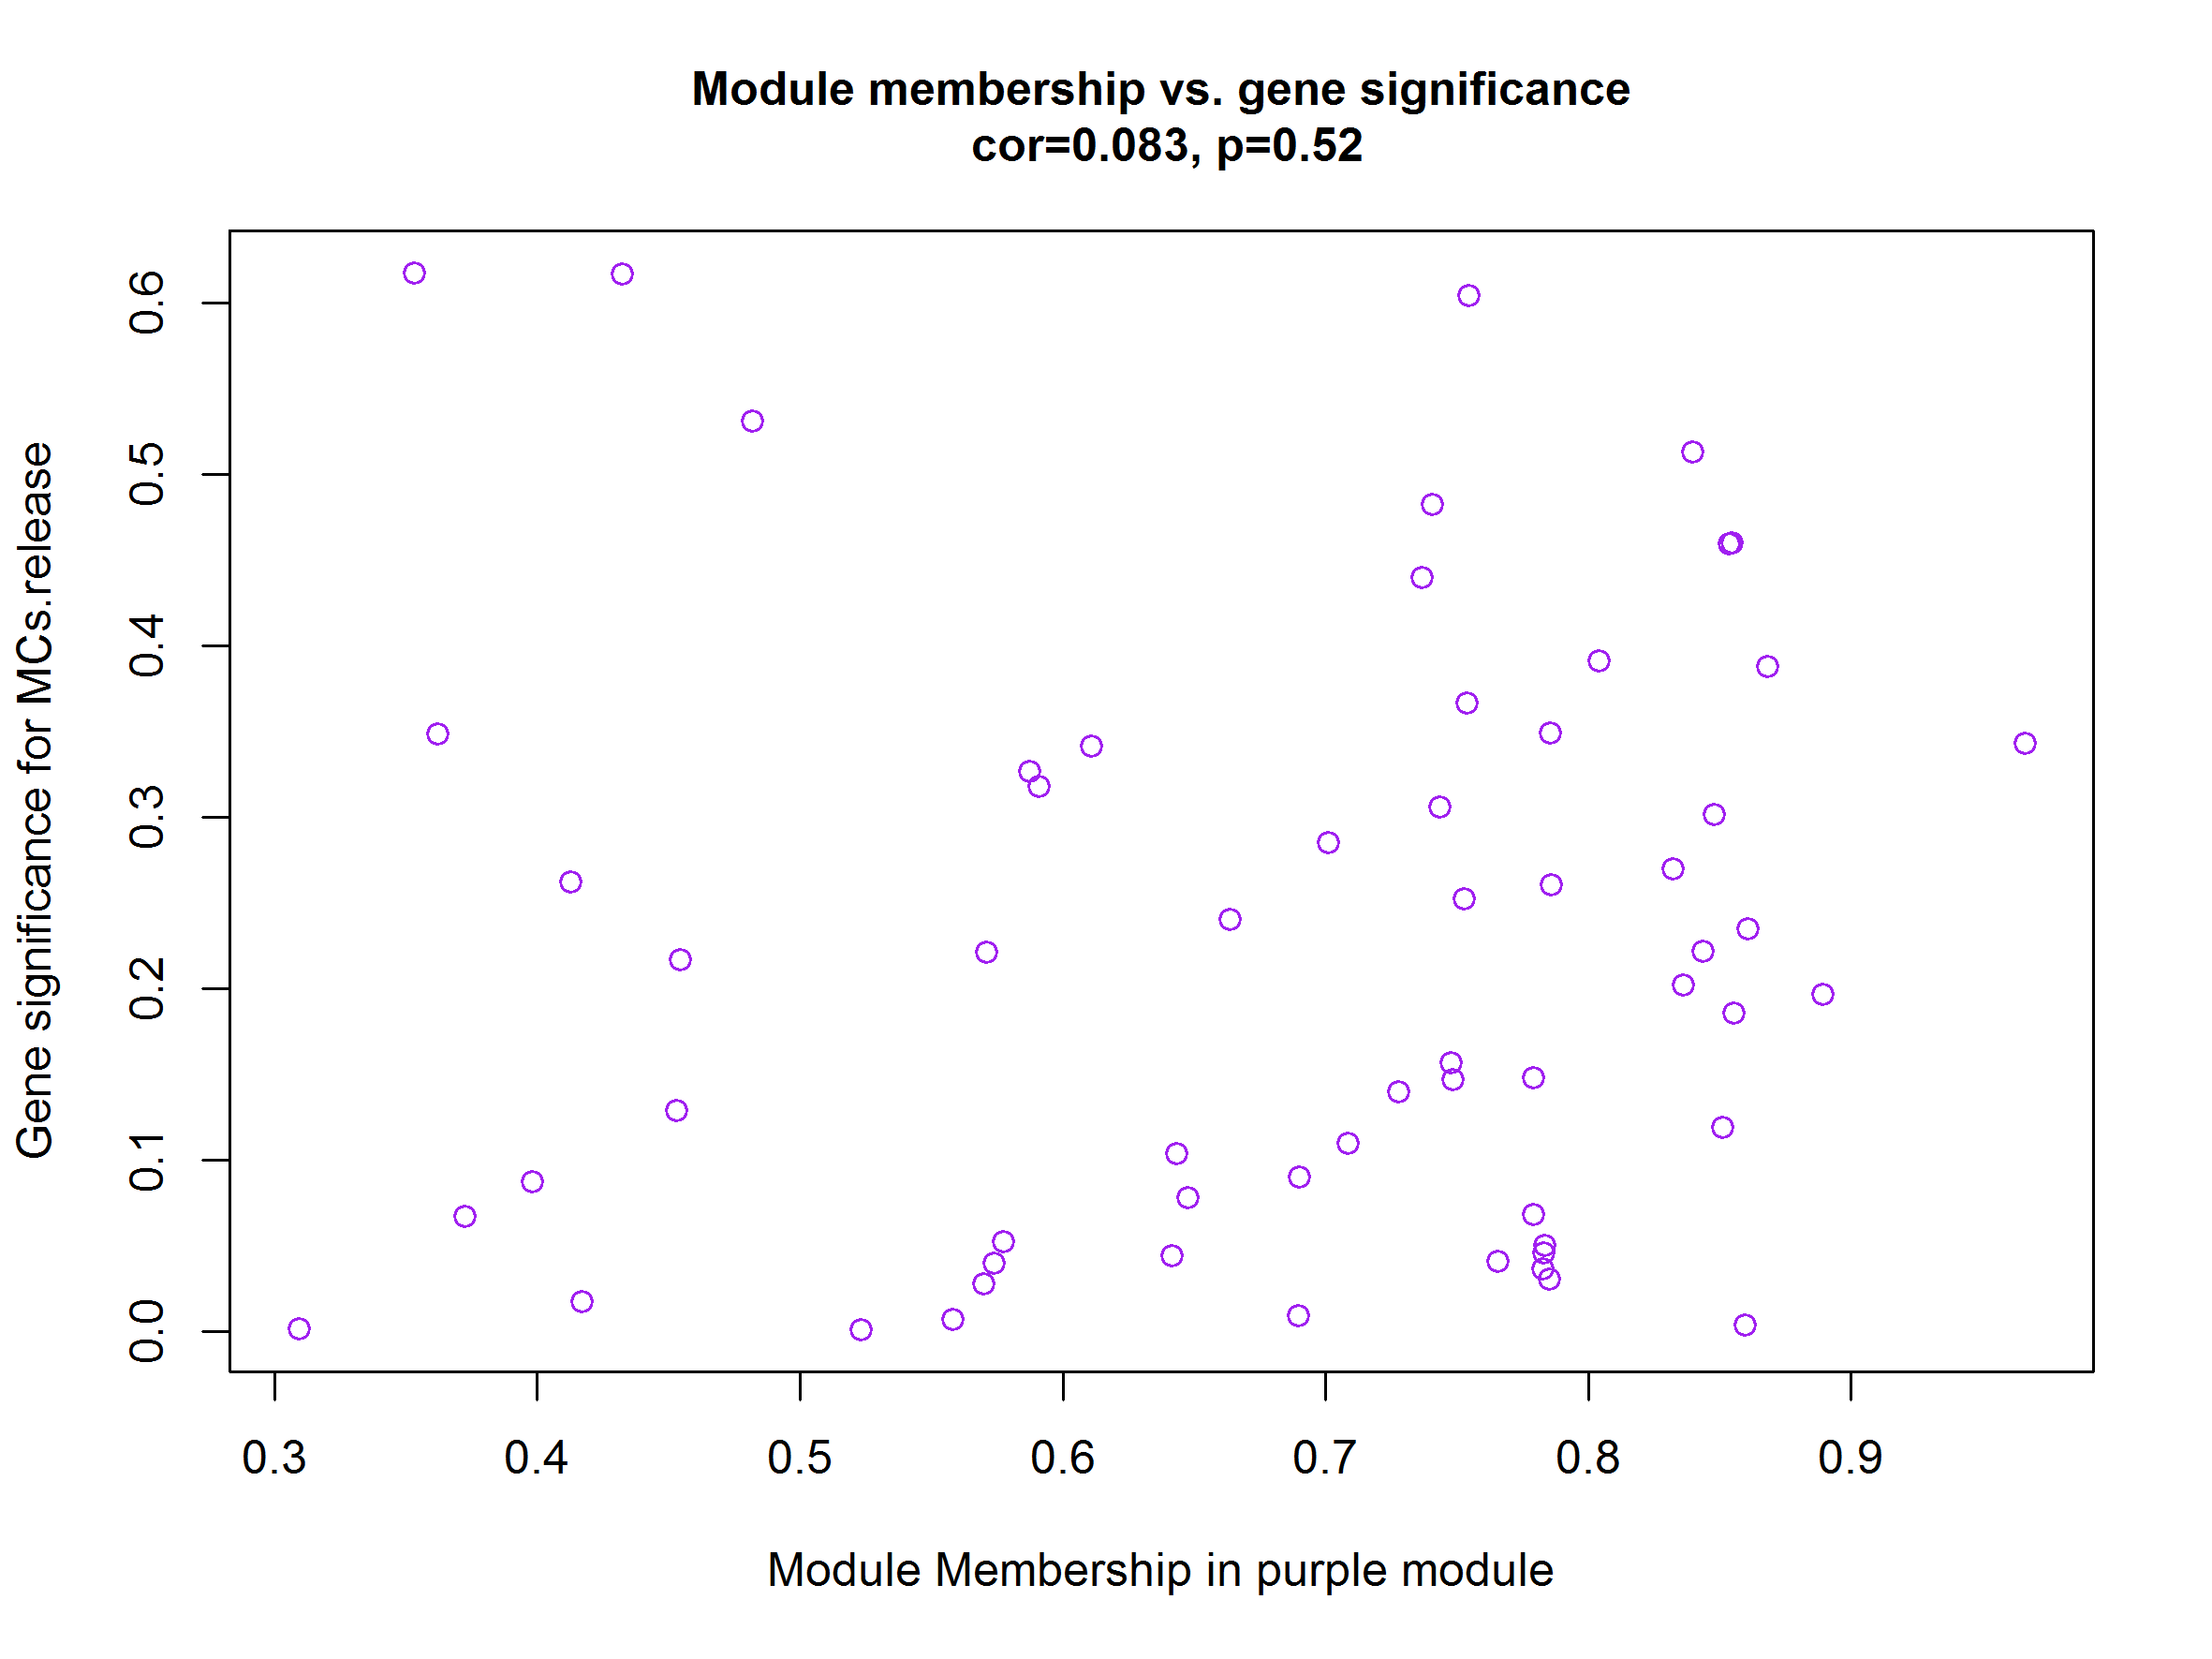 Module membership vs. gene significance
cor=0.083, p=0.52
Gene significance for MCs.release
0.6
0.5
0.4
0.3
0.2
0.1
0.0
0.3 0.4 0.5 0.6 0.7 0.8 0.9
Module Membership in purple module